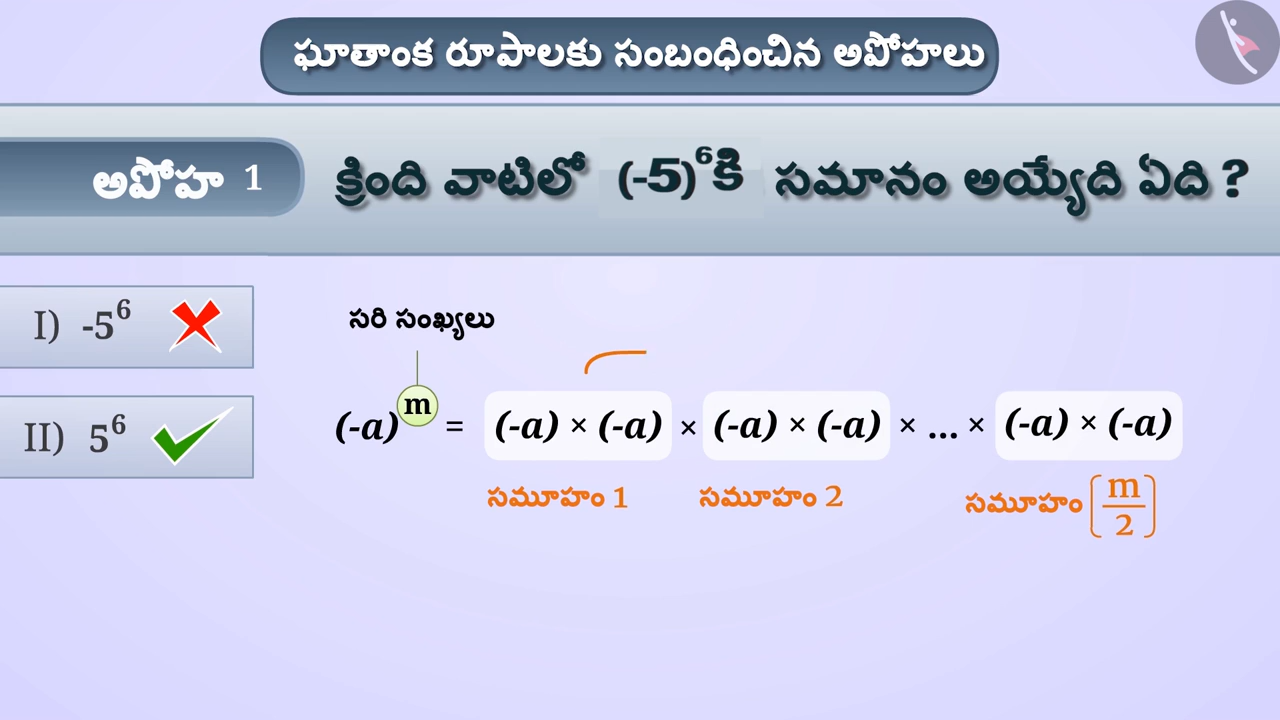 ఘాతాంక రూపాలకు సంబంధించిన అపోహలు
అపోహ 1
క్రింది వాటిలో (-5)⁶కి సమానం అయ్యేది ఏది ?
I) -5⁶
II) 5⁶
సరి సంఖ్యలు
(-a)ᵐ = (-a) × (-a) × (-a) × (-a) × ... × (-a) × (-a)
సమూహం 1 సమూహం 2 సమూహం [m/2]